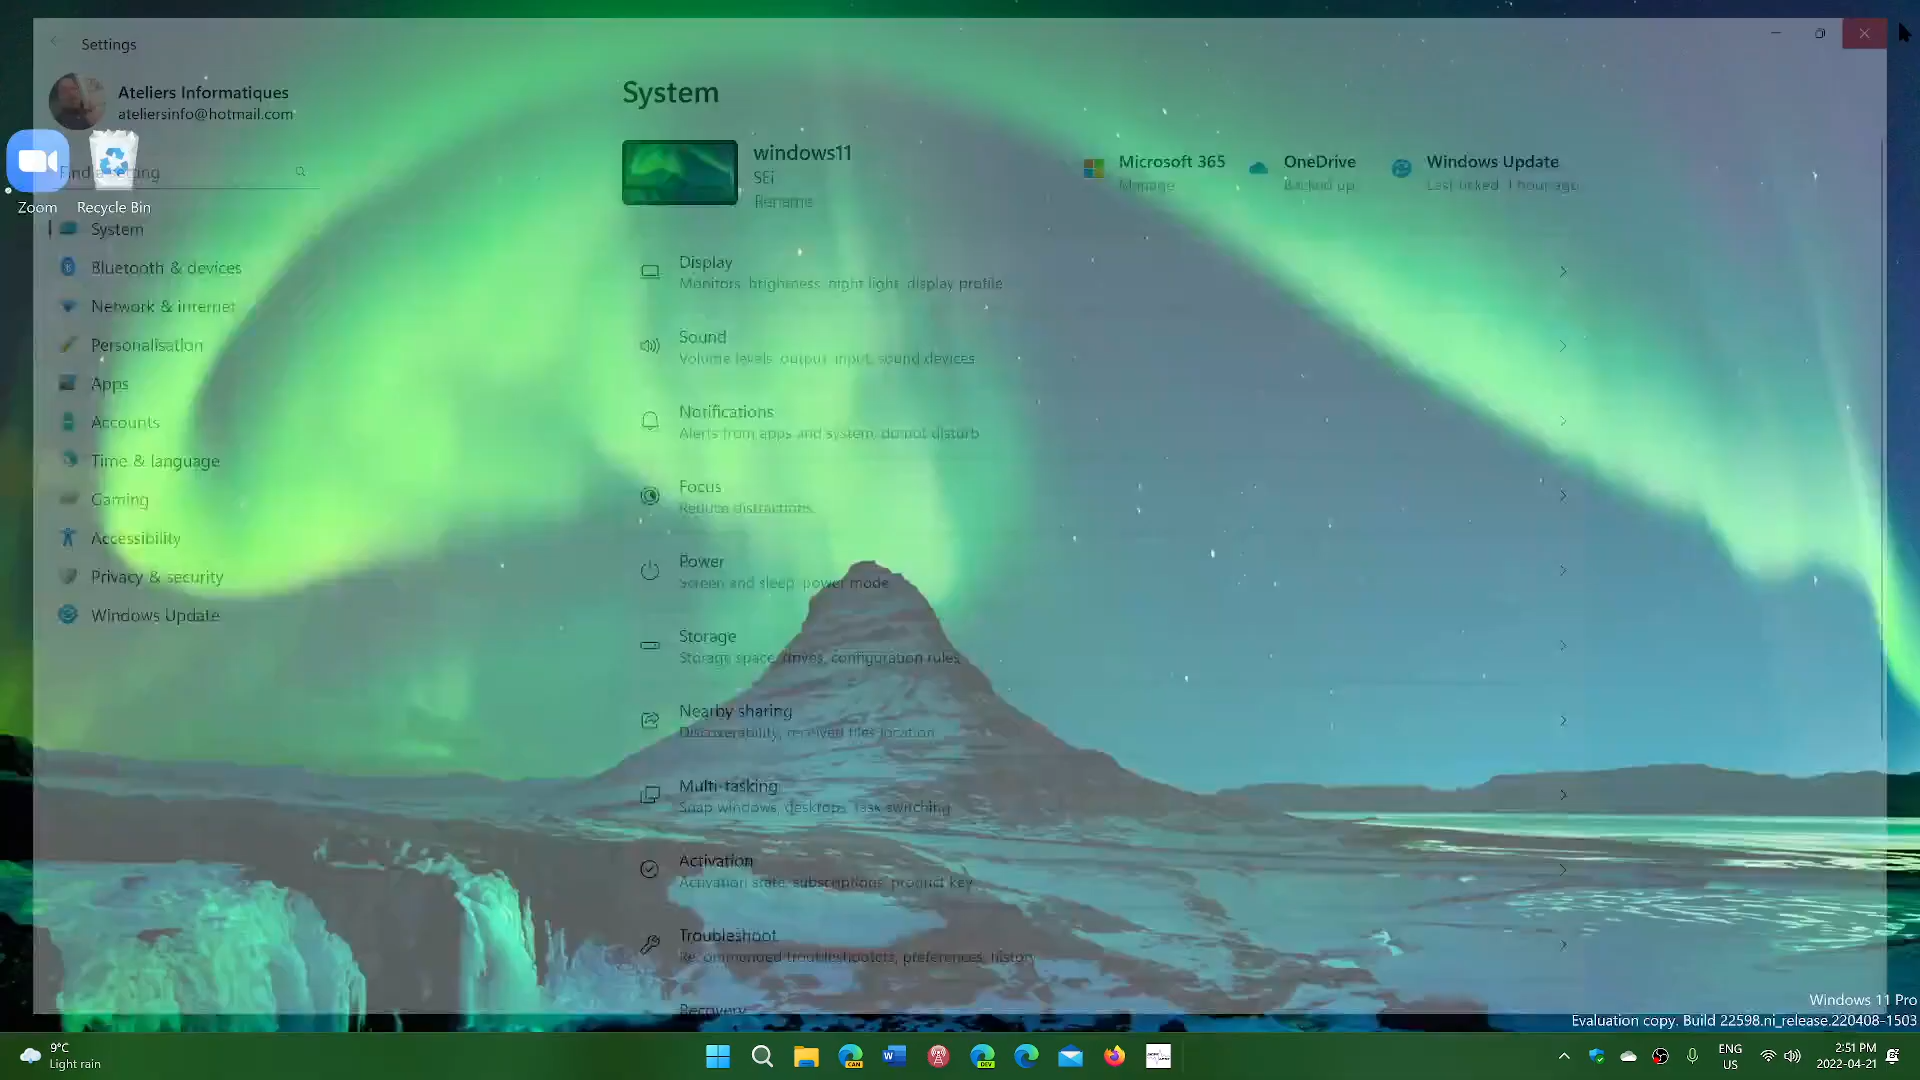 Settings
Ateliers Informatiques
ateliersinfo@hotmail.com
Find a setting
Zoom
Recycle Bin
System
Bluetooth & devices
Network & internet
Personalisation
Apps
Accounts
Time & language
Gaming
Accessibility
Privacy & security
Windows Update
System
windows11
SEi
Rename
Microsoft 365
Manage
OneDrive
Backed up
Windows Update
Last checked: 1 hour ago
Display
Monitors, brightness, night light, display profile
Sound
Volume levels, output, input, sound devices
Notifications
Alerts from apps and system, do not disturb
Focus
Reduce distractions
Power
Screen and sleep, power mode
Storage
Storage space, drives, configuration rules
Nearby sharing
Discoverability, received files location
Multi-tasking
Snap windows, desktops, task switching
Activation
Activation state, subscriptions, product key
Troubleshoot
Recommended troubleshooters, preferences, history
Recovery
Windows 11 Pro
Evaluation copy. Build 22598.ni_release.220408-1503
9°C
Light rain
CAN
DEV
ENG
US
2:51 PM
2022-04-21